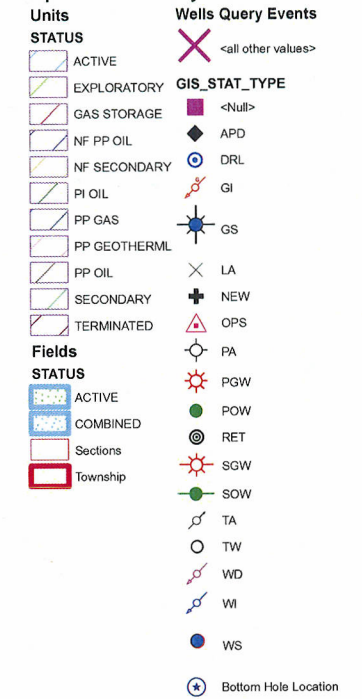 Units
STATUS
ACTIVE
EXPLORATORY
GAS STORAGE
NF PP OIL
NF SECONDARY
PI OIL
PP GAS
PP GEOTHERML
PP OIL
SECONDARY
TERMINATED
Fields
STATUS
ACTIVE
COMBINED
Sections
Township
Wells Query Events
<all other values>
GIS_STAT_TYPE
<Null>
APD
DRL
GI
GS
LA
NEW
OPS
PA
PGW
POW
RET
SGW
SOW
TA
TW
WD
WI
WS
Bottom Hole Location